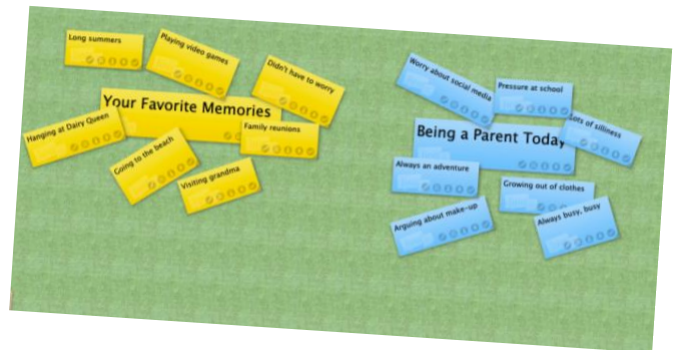 Long summers
Playing video games
Didn't have to worry
Your Favorite Memories
Hanging at Dairy Queen
Family reunions
Going to the beach
Visiting grandma
Worry about social media
Pressure at school
Lots of silliness
Being a Parent Today
Always an adventure
Growing out of clothes
Arguing about make-up
Always busy, busy